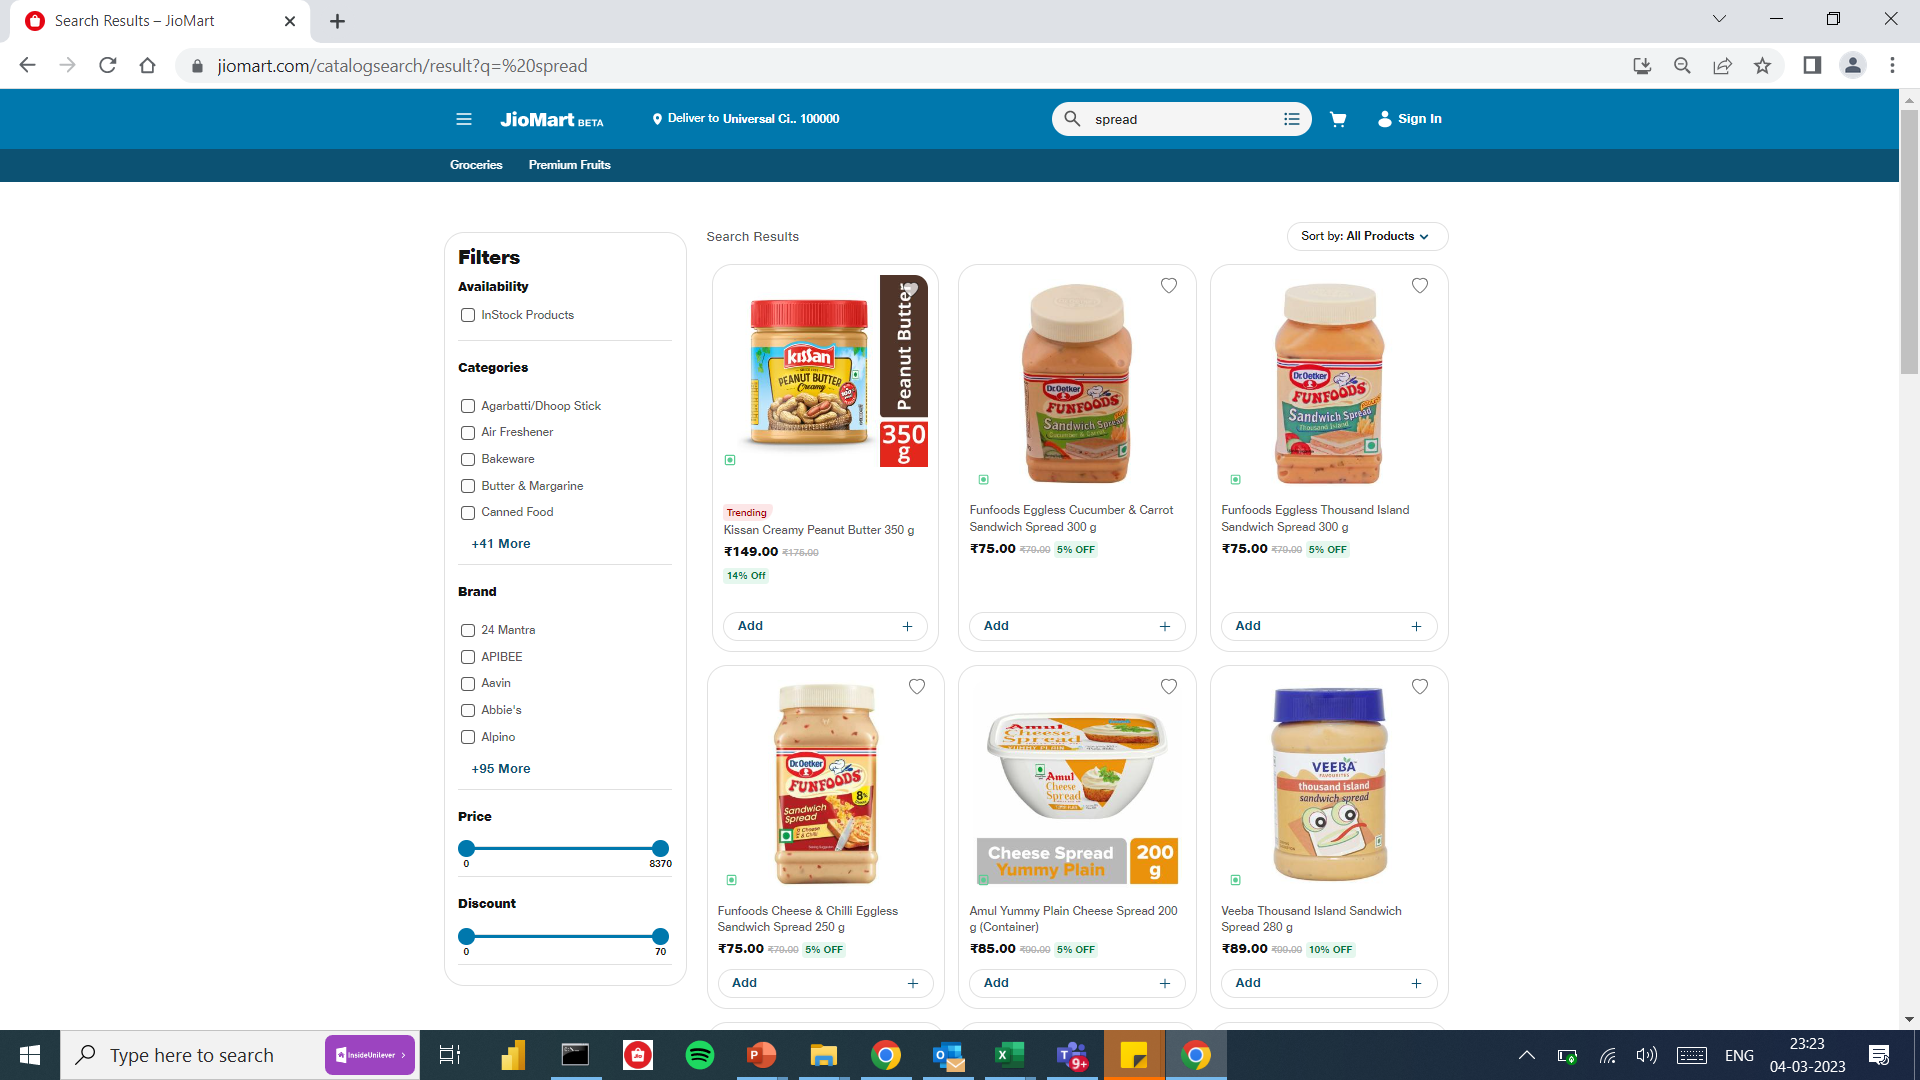 Search Results – JioMart
jiomart.com/catalogsearch/result?q=%20spread
JioMart BETA
Deliver to Universal Ci.. 100000
spread
Sign In
Groceries
Premium Fruits
Filters
Availability
InStock Products
Categories
Agarbatti/Dhoop Stick
Air Freshener
Bakeware
Butter & Margarine
Canned Food
+41 More
Brand
24 Mantra
APIBEE
Aavin
Abbie's
Alpino
+95 More
Price
0
8370
Discount
0
70
Search Results
Sort by: All Products
Kissan
PEANUT BUTTER
Creamy
Peanut Butter
350
g
Trending
Kissan Creamy Peanut Butter 350 g
₹149.00 ₹175.00
14% Off
Add
Dr.Oetker
FUNFOODS
Sandwich Spread
Cucumber & Carrot
Funfoods Eggless Cucumber & Carrot
Sandwich Spread 300 g
₹75.00 ₹79.00 5% OFF
Add
Dr.Oetker
FUNFOODS
Sandwich Spread
Thousand Island
Funfoods Eggless Thousand Island
Sandwich Spread 300 g
₹75.00 ₹79.00 5% OFF
Add
Dr.Oetker
FUNFOODS
8%
Sandwich
Spread
Cheese
& Chilli
Funfoods Cheese & Chilli Eggless
Sandwich Spread 250 g
₹75.00 ₹79.00 5% OFF
Add
Amul
Cheese
Spread
YUMMY PLAIN
Amul
Cheese
Spread
Cheese Spread
Yummy Plain
200
g
Amul Yummy Plain Cheese Spread 200
g (Container)
₹85.00 ₹90.00 5% OFF
Add
VEEBA
FAVOURITES
thousand island
sandwich spread
Veeba Thousand Island Sandwich
Spread 280 g
₹89.00 ₹99.00 10% OFF
Add
Type here to search
InsideUnilever
9+
ENG
23:23
04-03-2023